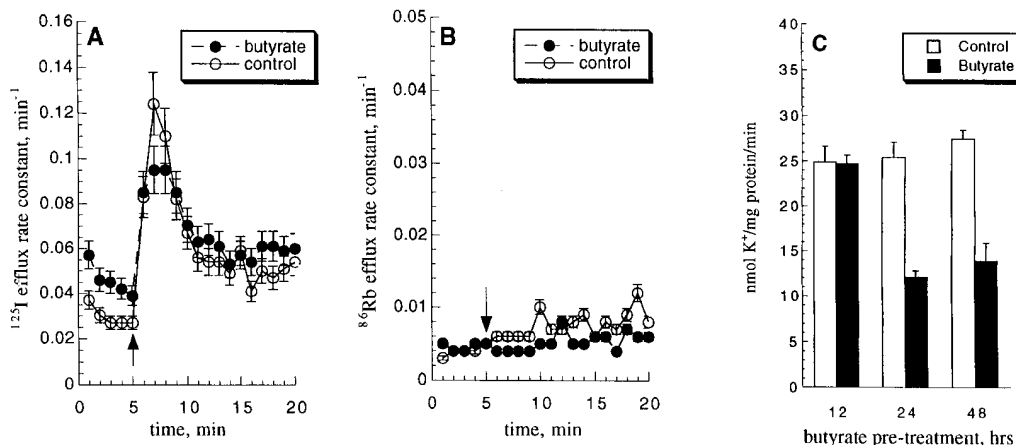 A
butyrate
control
¹²⁵I efflux rate constant, min⁻¹
0.16
0.14
0.12
0.1
0.08
0.06
0.04
0.02
0
0 5 10 15 20
time, min
B
butyrate
control
⁸⁶Rb efflux rate constant, min⁻¹
0.05
0.04
0.03
0.02
0.01
0
0 5 10 15 20
time, min
C
Control
Butyrate
nmol K⁺/mg protein/min
40
35
30
25
20
15
10
5
0
12 24 48
butyrate pre-treatment, hrs